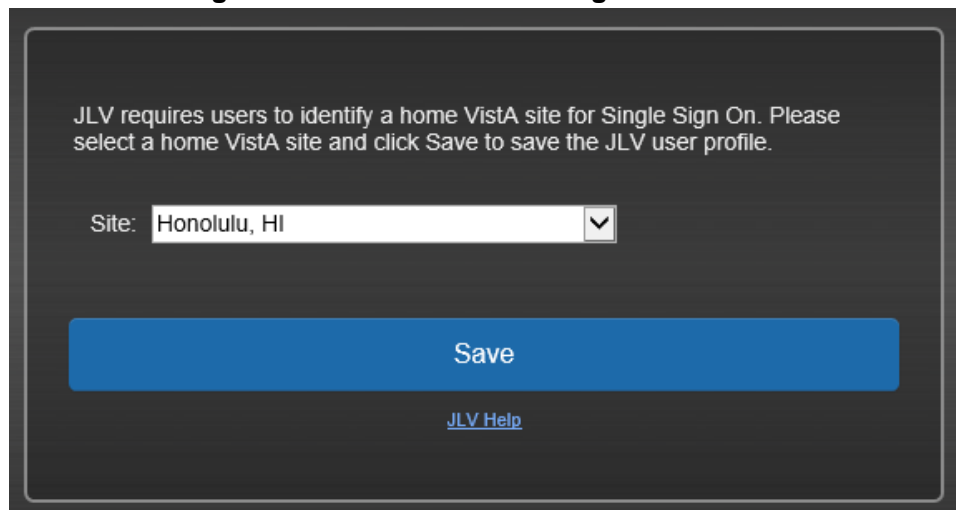 JLV requires users to identify a home VistA site for Single Sign On. Please
select a home VistA site and click Save to save the JLV user profile.
Site: Honolulu, HI
Save
JLV Help